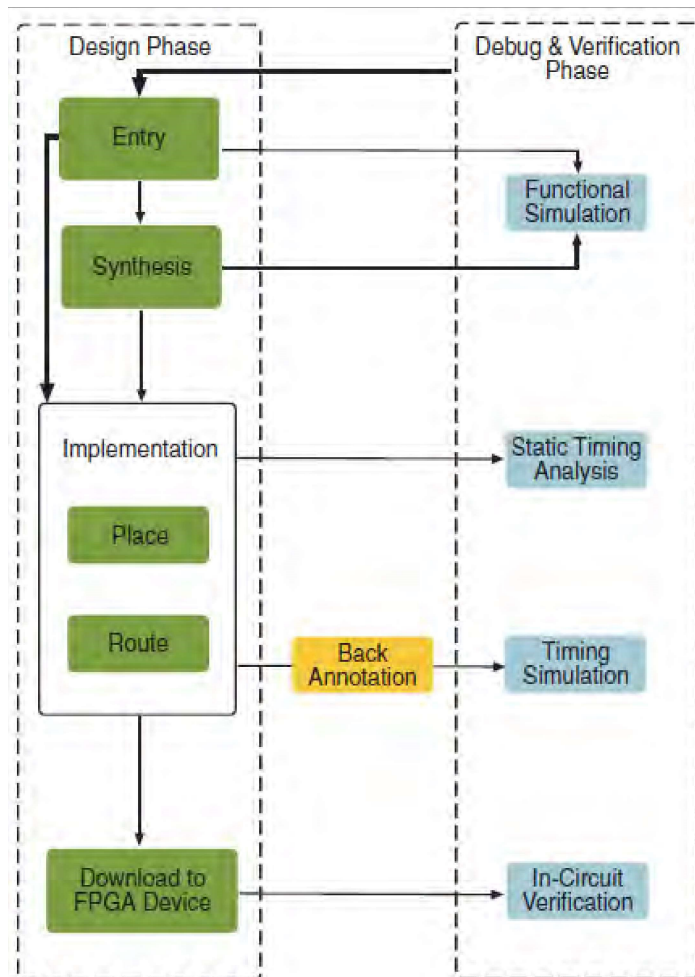 Design Phase
Debug & Verification
Phase
Entry
Functional
Simulation
Synthesis
Implementation
Static Timing
Analysis
Place
Route
Back
Annotation
Timing
Simulation
Download to
FPGA Device
In-Circuit
Verification